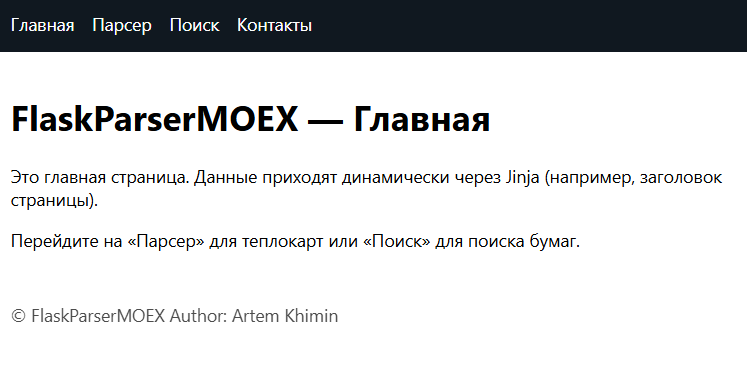 Главная Парсер Поиск Контакты
FlaskParserMOEX — Главная
Это главная страница. Данные приходят динамически через Jinja (например, заголовок
страницы).
Перейдите на «Парсер» для теплокарт или «Поиск» для поиска бумаг.
© FlaskParserMOEX Author: Artem Khimin